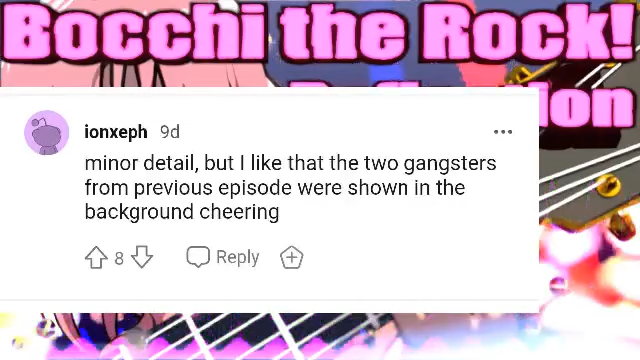 Bocchi the Rock!
ionxeph 9d
minor detail, but I like that the two gangsters
from previous episode were shown in the
background cheering
8 Reply